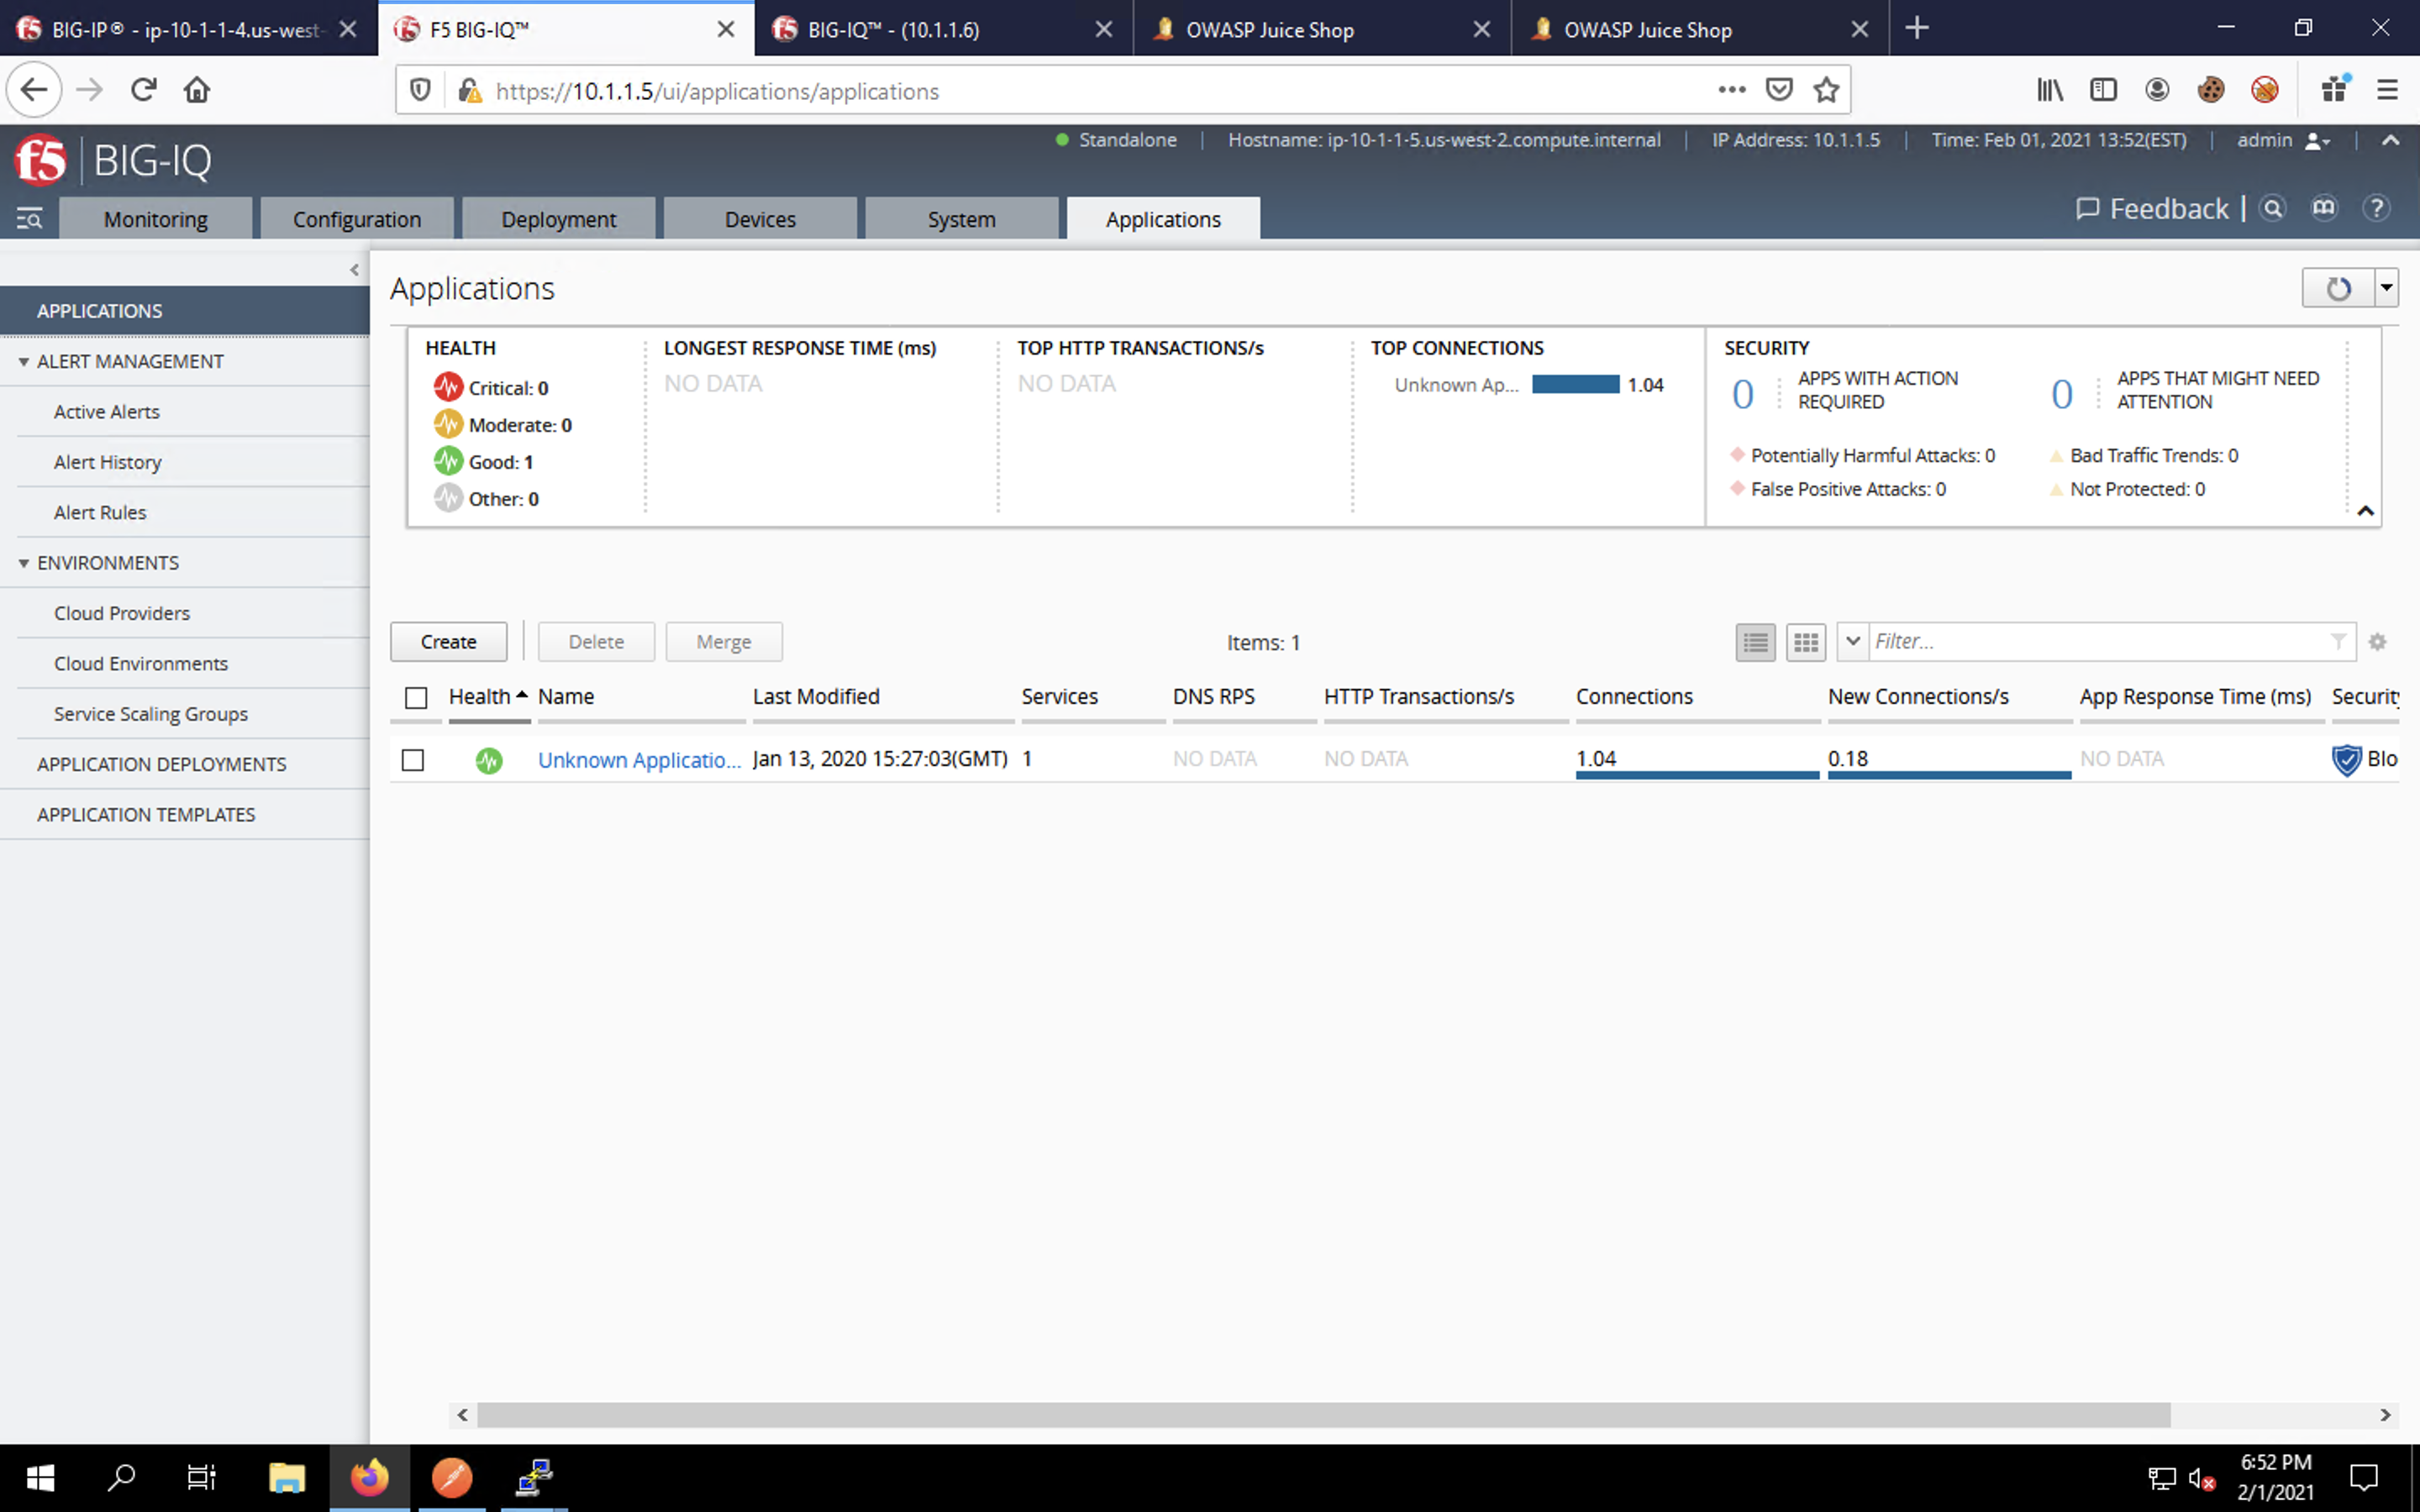 BIG-IP® - ip-10-1-1-4.us-west-
F5 BIG-IQ™
BIG-IQ™ - (10.1.1.6)
OWASP Juice Shop
OWASP Juice Shop
https://10.1.1.5/ui/applications/applications
f5 BIG-IQ
Standalone | Hostname: ip-10-1-1-5.us-west-2.compute.internal | IP Address: 10.1.1.5 | Time: Feb 01, 2021 13:52(EST) | admin
Monitoring
Configuration
Deployment
Devices
System
Applications
Feedback
APPLICATIONS
ALERT MANAGEMENT
Active Alerts
Alert History
Alert Rules
ENVIRONMENTS
Cloud Providers
Cloud Environments
Service Scaling Groups
APPLICATION DEPLOYMENTS
APPLICATION TEMPLATES
Applications
HEALTH
Critical: 0
Moderate: 0
Good: 1
Other: 0
LONGEST RESPONSE TIME (ms)
NO DATA
TOP HTTP TRANSACTIONS/s
NO DATA
TOP CONNECTIONS
Unknown Ap... 1.04
SECURITY
0 APPS WITH ACTION
REQUIRED
0 APPS THAT MIGHT NEED
ATTENTION
Potentially Harmful Attacks: 0
False Positive Attacks: 0
Bad Traffic Trends: 0
Not Protected: 0
Create
Delete
Merge
Items: 1
Filter...
Health Name Last Modified Services DNS RPS HTTP Transactions/s Connections New Connections/s App Response Time (ms) Security
Unknown Applicatio... Jan 13, 2020 15:27:03(GMT) 1 NO DATA NO DATA 1.04 0.18 NO DATA Blo
6:52 PM
2/1/2021